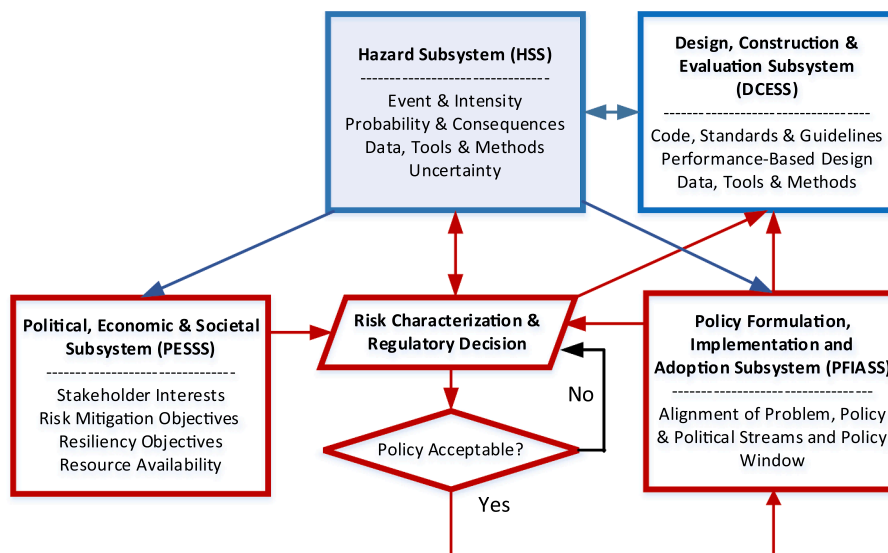 Hazard Subsystem (HSS)
-------------------------------
Event & Intensity
Probability & Consequences
Data, Tools & Methods
Uncertainty
Design, Construction &
Evaluation Subsystem
(DCESS)
----------------------------------
Code, Standards & Guidelines
Performance-Based Design
Data, Tools & Methods
Political, Economic & Societal
Subsystem (PESSS)
-------------------------------
Stakeholder Interests
Risk Mitigation Objectives
Resiliency Objectives
Resource Availability
Risk Characterization &
Regulatory Decision
Policy Formulation,
Implementation and
Adoption Subsystem (PFIASS)
----------------------------------
Alignment of Problem, Policy
& Political Streams and Policy
Window
No
Policy Acceptable?
Yes